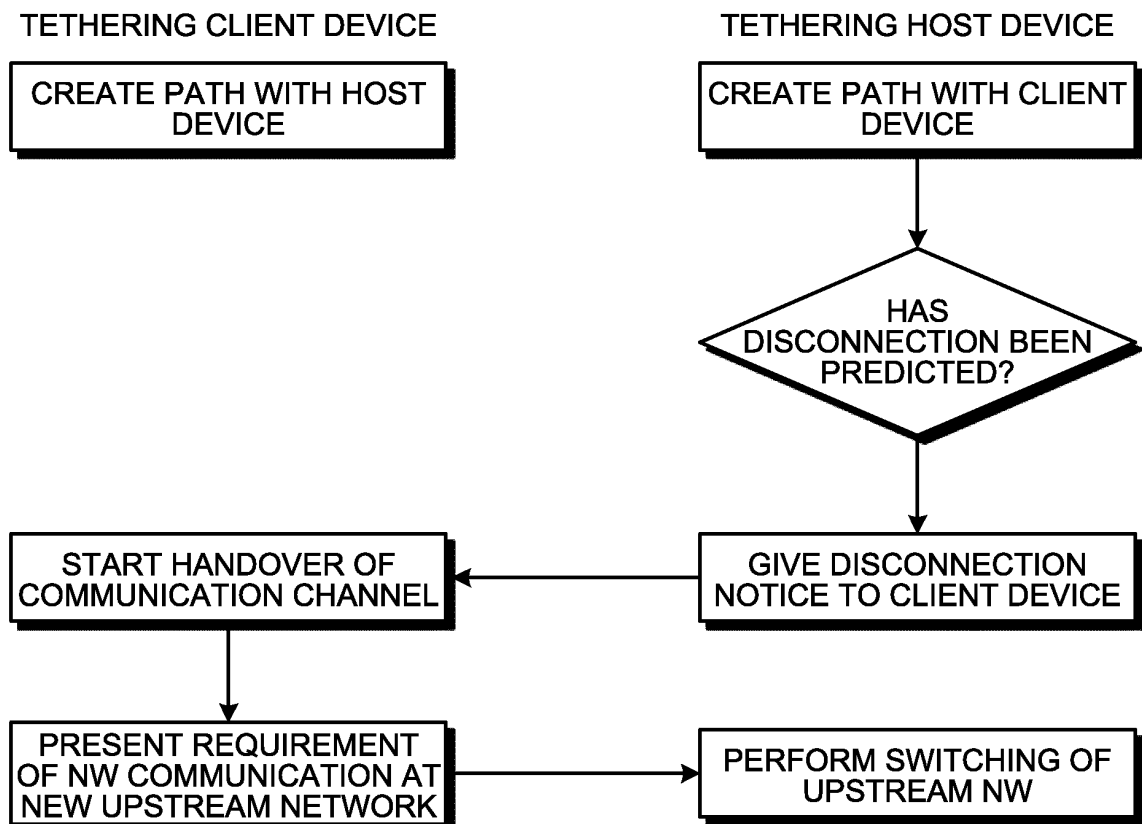 TETHERING CLIENT DEVICE
TETHERING HOST DEVICE
CREATE PATH WITH HOST
DEVICE
CREATE PATH WITH CLIENT
DEVICE
HAS
DISCONNECTION BEEN
PREDICTED?
START HANDOVER OF
COMMUNICATION CHANNEL
GIVE DISCONNECTION
NOTICE TO CLIENT DEVICE
PRESENT REQUIREMENT
OF NW COMMUNICATION AT
NEW UPSTREAM NETWORK
PERFORM SWITCHING OF
UPSTREAM NW